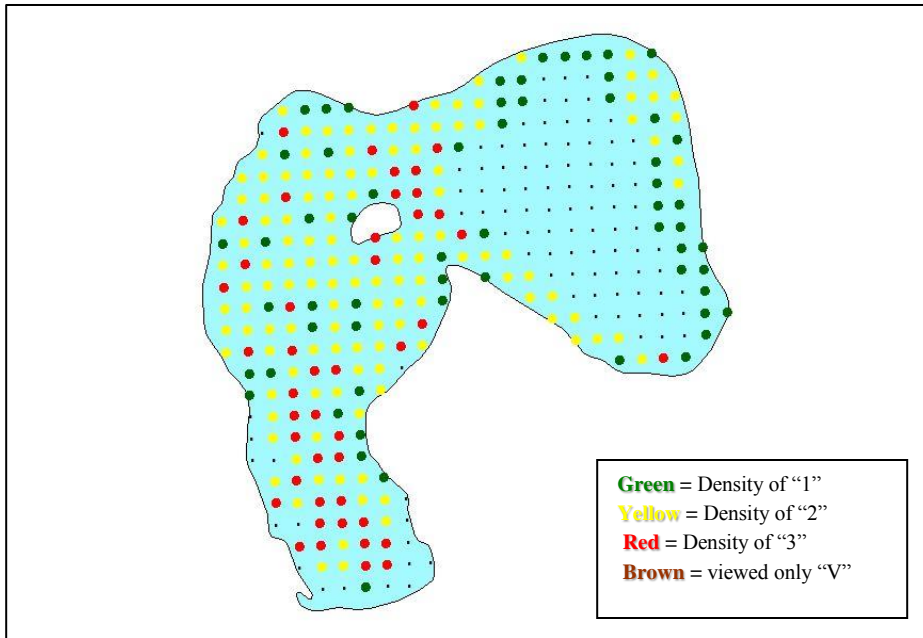 Green = Density of “1”
Yellow = Density of “2”
Red = Density of “3”
Brown = viewed only “V”